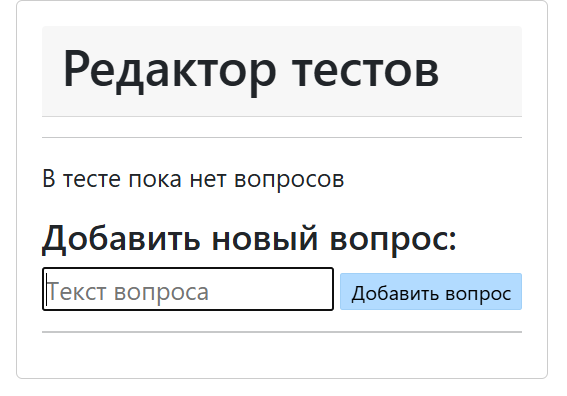 Редактор тестов
В тесте пока нет вопросов
Добавить новый вопрос:
Текст вопроса
Добавить вопрос